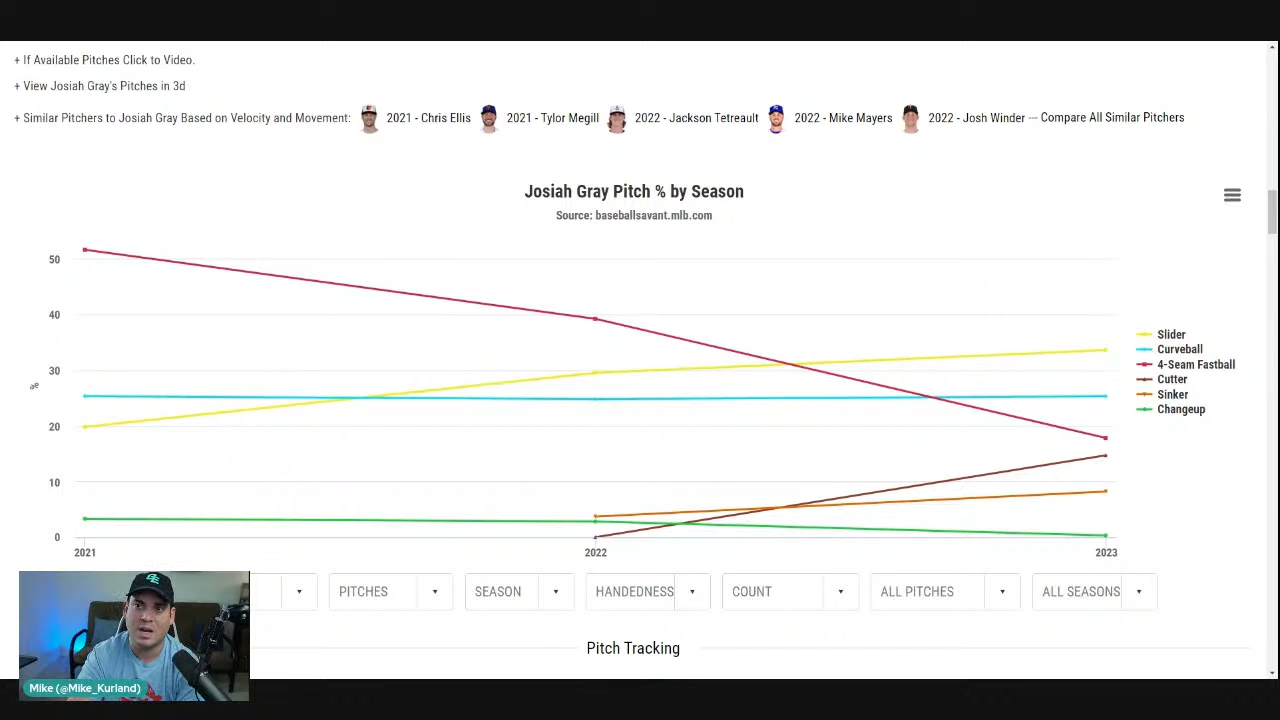 + If Available Pitches Click to Video.
+ View Josiah Gray's Pitches in 3d
+ Similar Pitchers to Josiah Gray Based on Velocity and Movement: 2021 - Chris Ellis 2021 - Tylor Megill 2022 - Jackson Tetreault 2022 - Mike Mayers 2022 - Josh Winder --- Compare All Similar Pitchers
Josiah Gray Pitch % by Season
Source: baseballsavant.mlb.com
50
40
30
20
10
0
%
2021 2022 2023
Slider
Curveball
4-Seam Fastball
Cutter
Sinker
Changeup
PITCHES SEASON HANDEDNESS COUNT ALL PITCHES ALL SEASONS
Pitch Tracking
Mike (@Mike_Kurland)